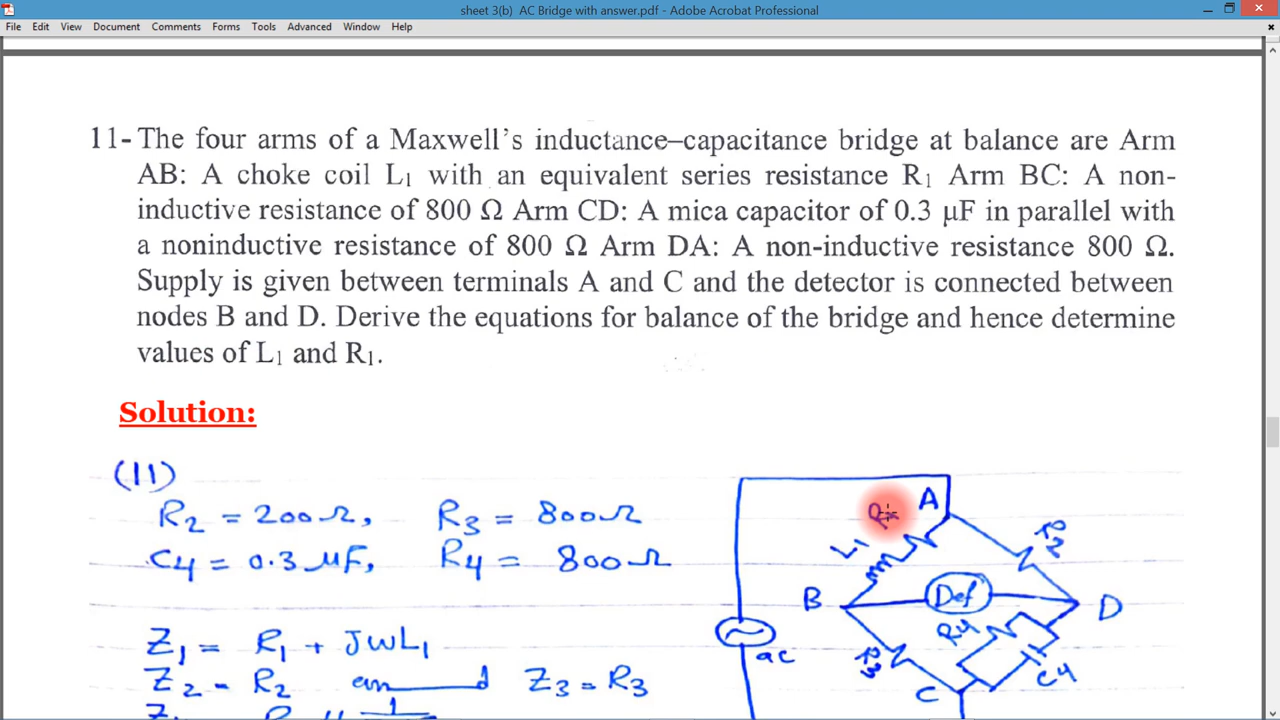 sheet 3(b) AC Bridge with answer.pdf - Adobe Acrobat Professional
File Edit View Document Comments Forms Tools Advanced Window Help
11- The four arms of a Maxwell's inductance–capacitance bridge at balance are Arm
AB: A choke coil L1 with an equivalent series resistance R1 Arm BC: A non-
inductive resistance of 800 Ω Arm CD: A mica capacitor of 0.3 μF in parallel with
a noninductive resistance of 800 Ω Arm DA: A non-inductive resistance 800 Ω.
Supply is given between terminals A and C and the detector is connected between
nodes B and D. Derive the equations for balance of the bridge and hence determine
values of L1 and R1.
Solution:
(11)
R2 = 200Ω, R3 = 800Ω
C4 = 0.3 μF, R4 = 800Ω
Z1 = R1 + JωL1
Z2 = R2 and Z3 = R3
A
L1
R2
B
Det
D
R4
ac
R3
C4
C